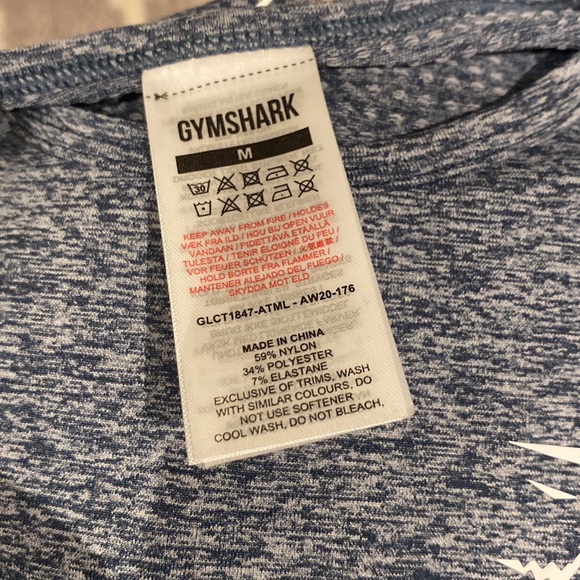 GYMSHARK
M
30
KEEP AWAY FROM FIRE / HOLDES
VÆK FRA ILD / HOU BIJ OPEN VUUR
VANDAAN / PIDETTÄVÄ ETÄÄLLÄ
TULESTA / TENIR ÉLOIGNÉ DU FEU /
VOR FEUER SCHÜTZEN / 火気厳禁 /
HOLD BORTE FRA FLAMMER /
MANTENER ALEJADO DEL FUEGO /
SKYDDA MOT ELD
GLCT1847-ATML - AW20-176
MADE IN CHINA
59% NYLON
34% POLYESTER
7% ELASTANE
EXCLUSIVE OF TRIMS, WASH
WITH SIMILAR COLOURS, DO
NOT USE SOFTENER
COOL WASH, DO NOT BLEACH.